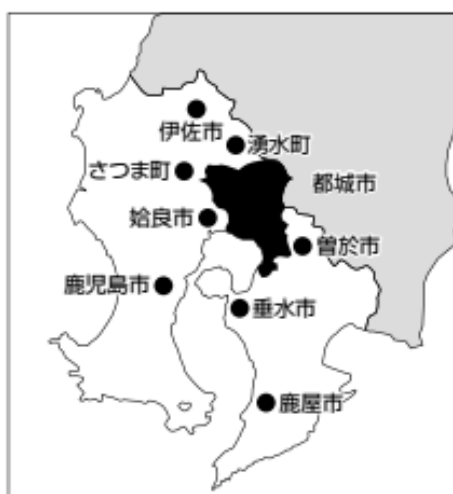 伊佐市
湧水町
さつま町
都城市
姶良市
曽於市
鹿児島市
垂水市
鹿屋市